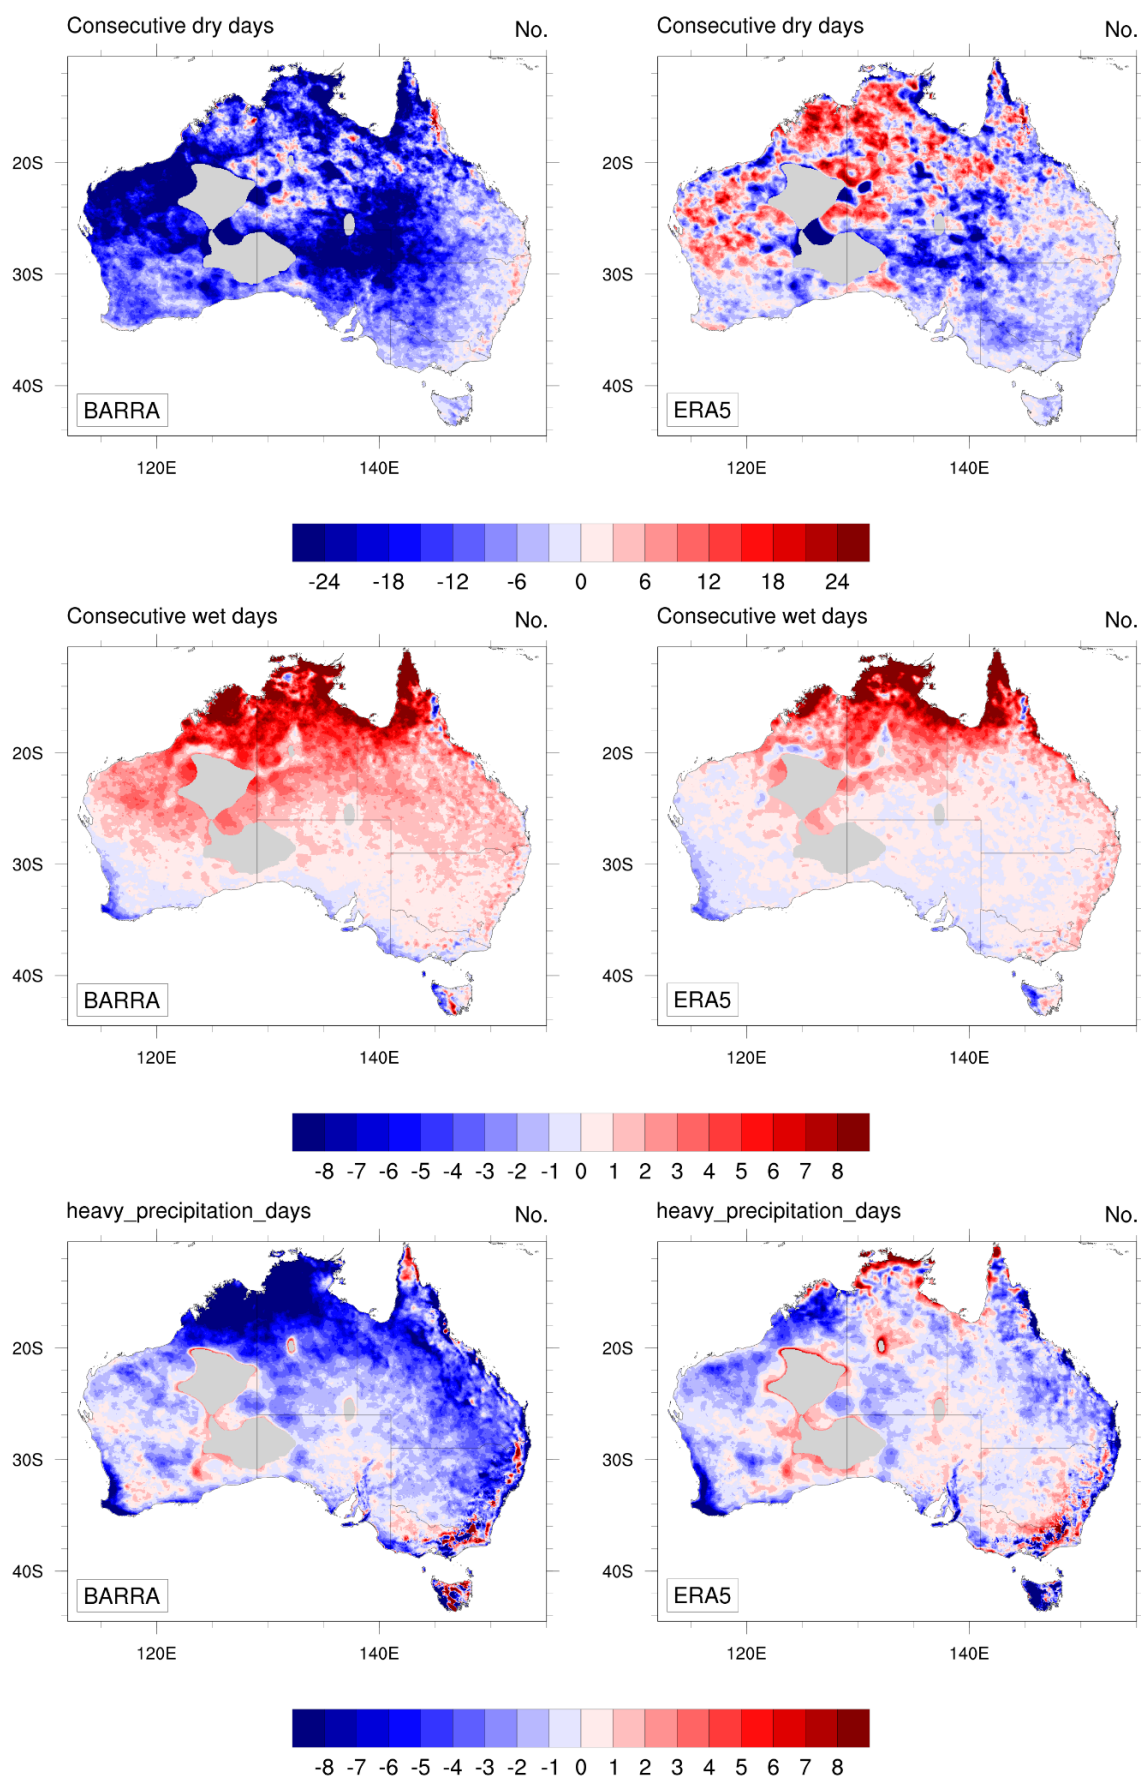 Consecutive dry days No. Consecutive dry days No.
20S 20S
30S 30S
40S 40S
BARRA ERA5
120E 140E 120E 140E
-24 -18 -12 -6 0 6 12 18 24
Consecutive wet days No. Consecutive wet days No.
20S 20S
30S 30S
40S 40S
BARRA ERA5
120E 140E 120E 140E
-8 -7 -6 -5 -4 -3 -2 -1 0 1 2 3 4 5 6 7 8
heavy_precipitation_days No. heavy_precipitation_days No.
20S 20S
30S 30S
40S 40S
BARRA ERA5
120E 140E 120E 140E
-8 -7 -6 -5 -4 -3 -2 -1 0 1 2 3 4 5 6 7 8